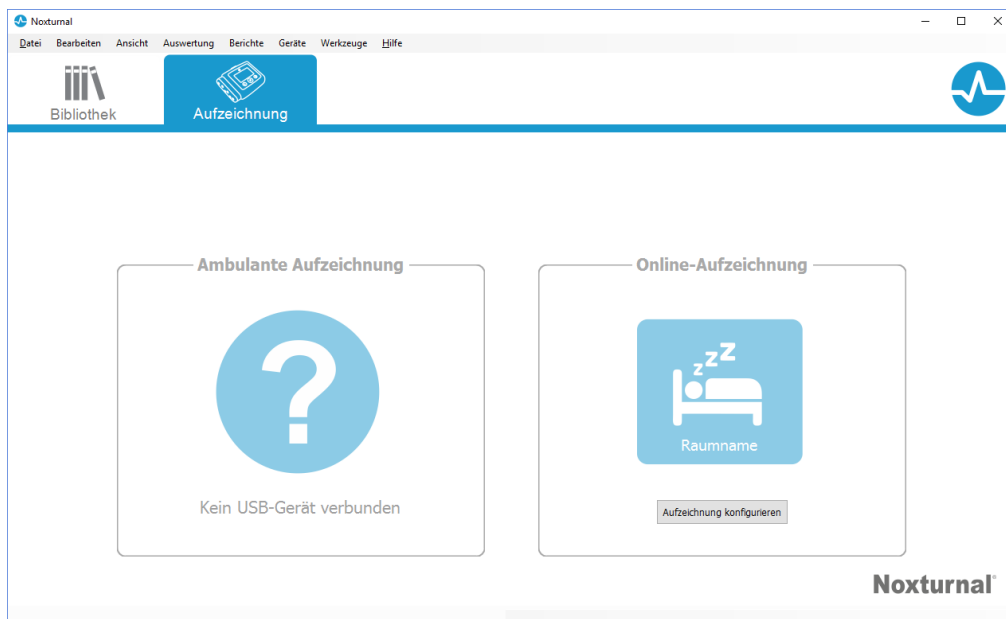 Noxturnal
Datei Bearbeiten Ansicht Auswertung Berichte Geräte Werkzeuge Hilfe
Bibliothek
Aufzeichnung
Ambulante Aufzeichnung
?
Kein USB-Gerät verbunden
Online-Aufzeichnung
zzZ
Raumname
Aufzeichnung konfigurieren
Noxturnal®